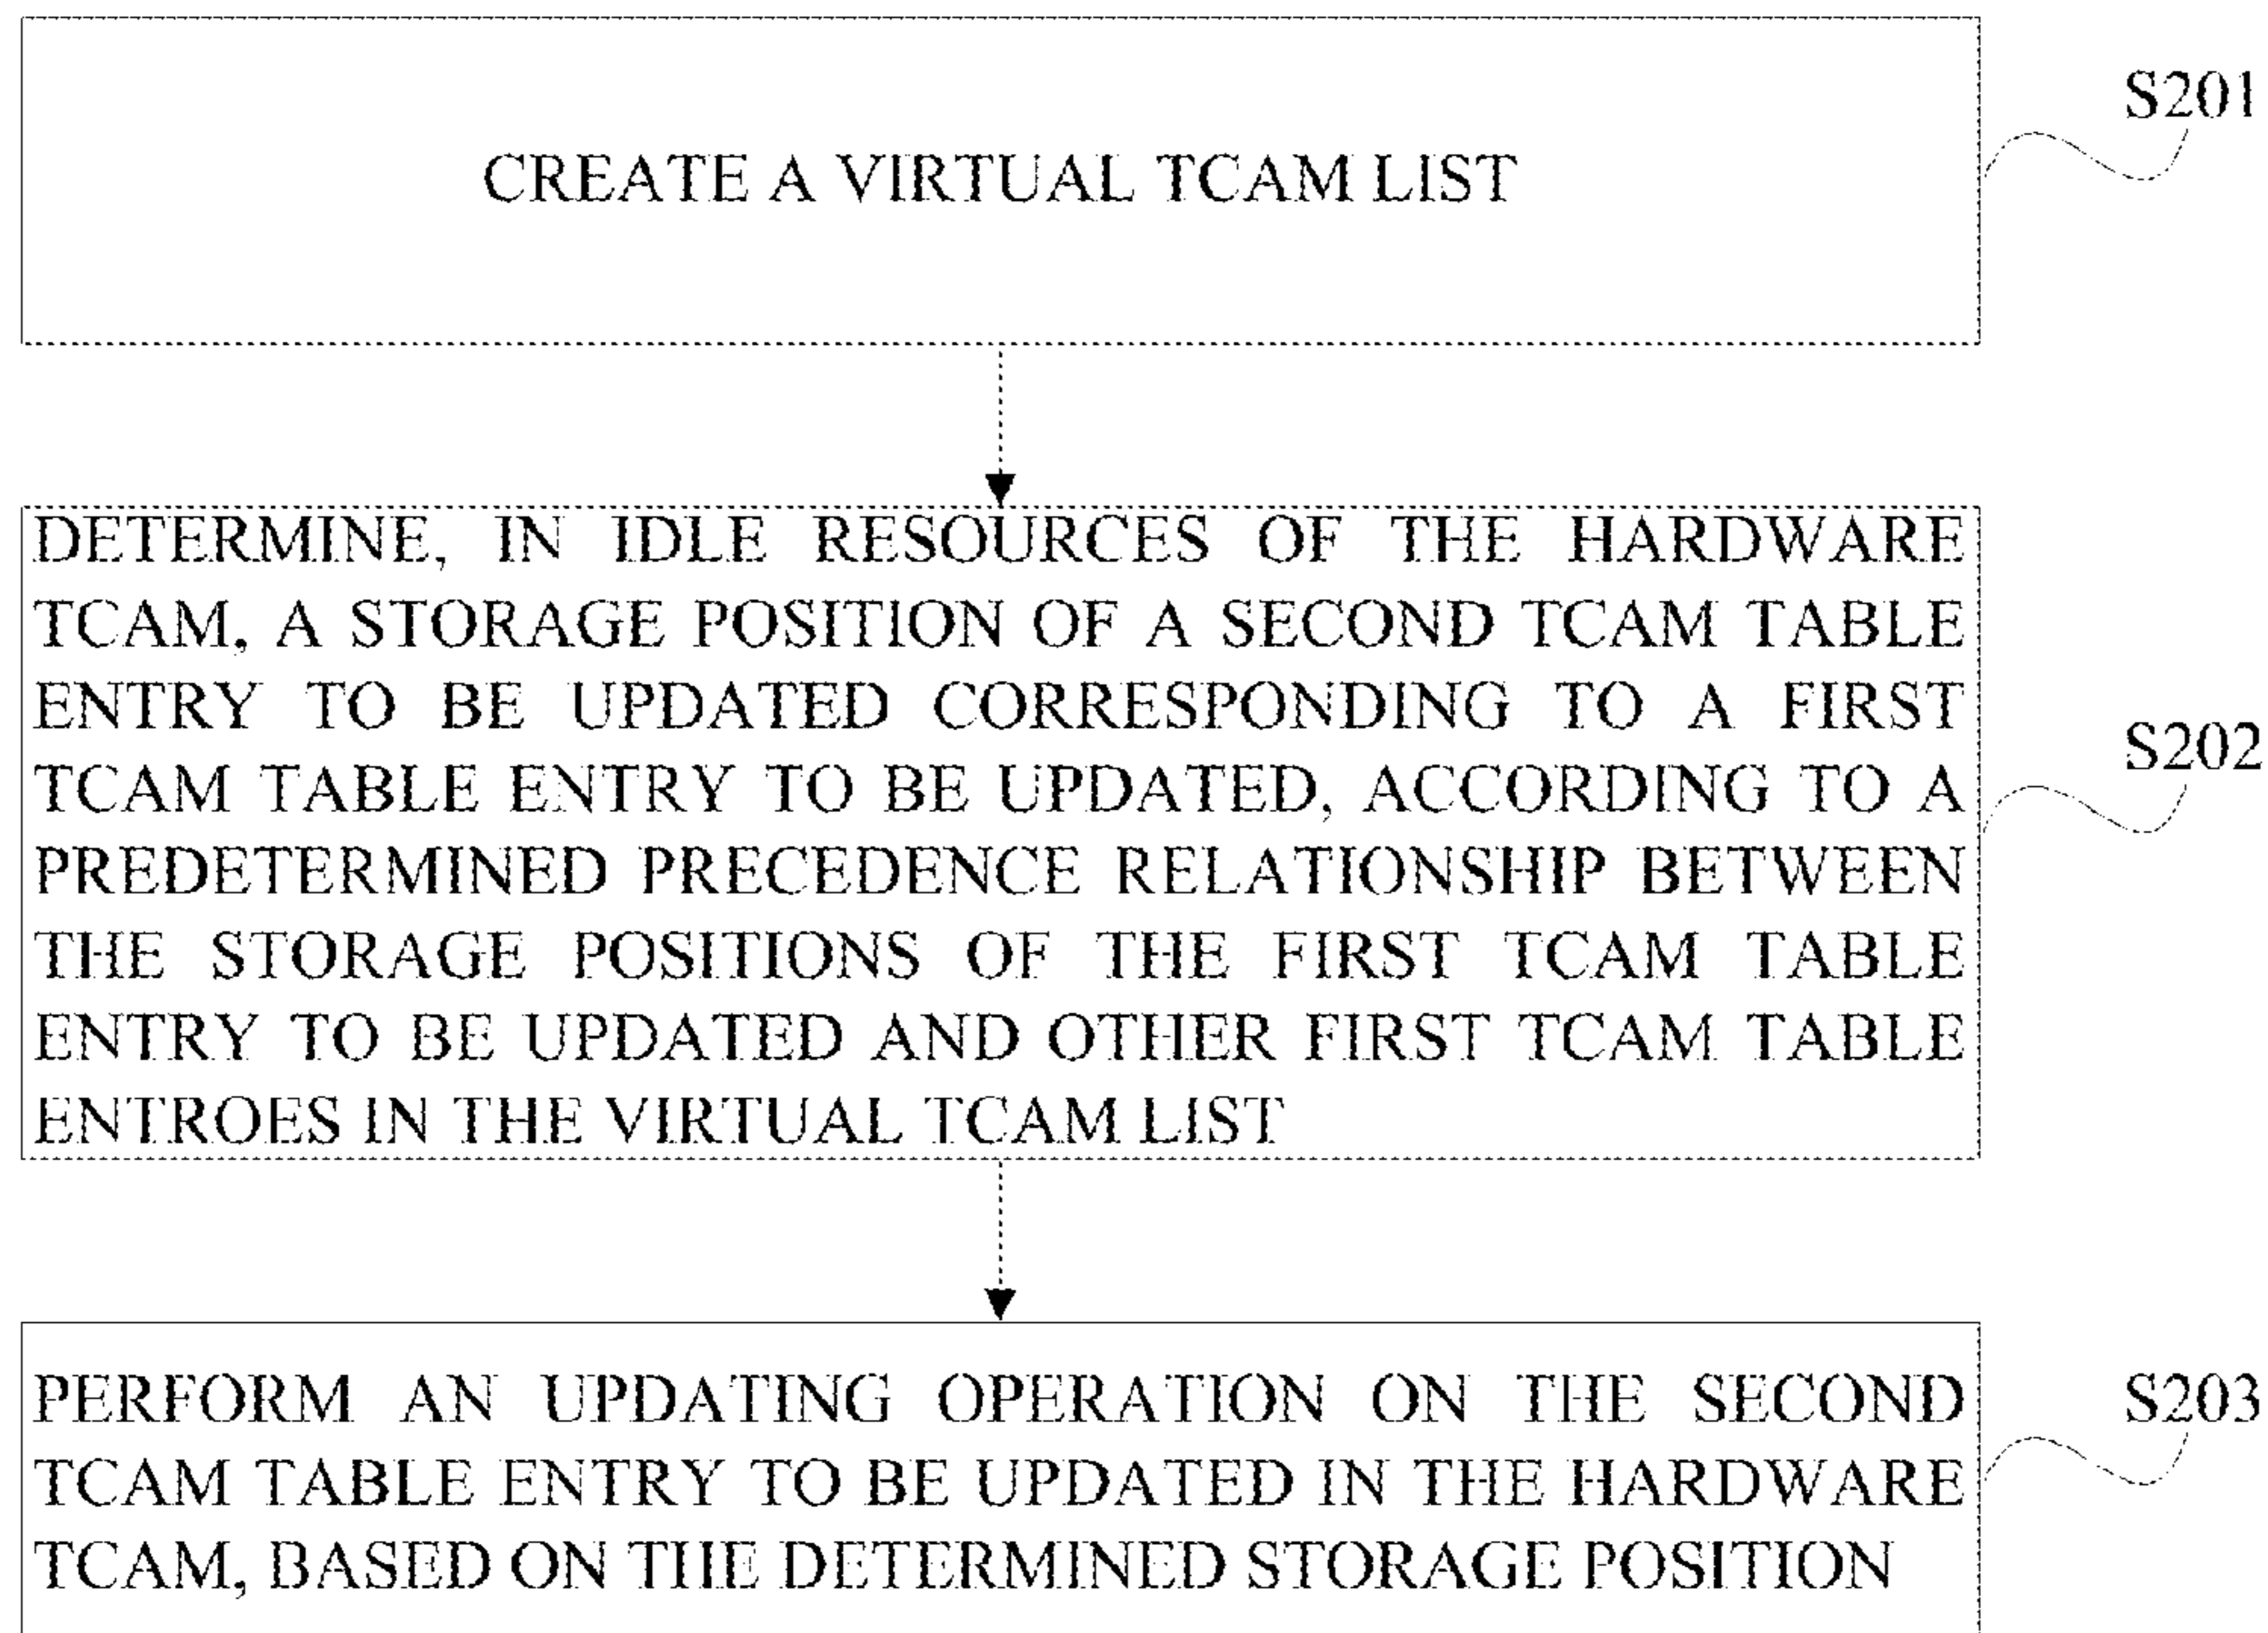 S201
CREATE A VIRTUAL TCAM LIST
DETERMINE, IN IDLE RESOURCES OF THE HARDWARE
TCAM, A STORAGE POSITION OF A SECOND TCAM TABLE
ENTRY TO BE UPDATED CORRESPONDING TO A FIRST
TCAM TABLE ENTRY TO BE UPDATED, ACCORDING TO A
PREDETERMINED PRECEDENCE RELATIONSHIP BETWEEN
THE STORAGE POSITIONS OF THE FIRST TCAM TABLE
ENTRY TO BE UPDATED AND OTHER FIRST TCAM TABLE
ENTROES IN THE VIRTUAL TCAM LIST
S202
PERFORM AN UPDATING OPERATION ON THE SECOND
TCAM TABLE ENTRY TO BE UPDATED IN THE HARDWARE
TCAM, BASED ON THE DETERMINED STORAGE POSITION
S203